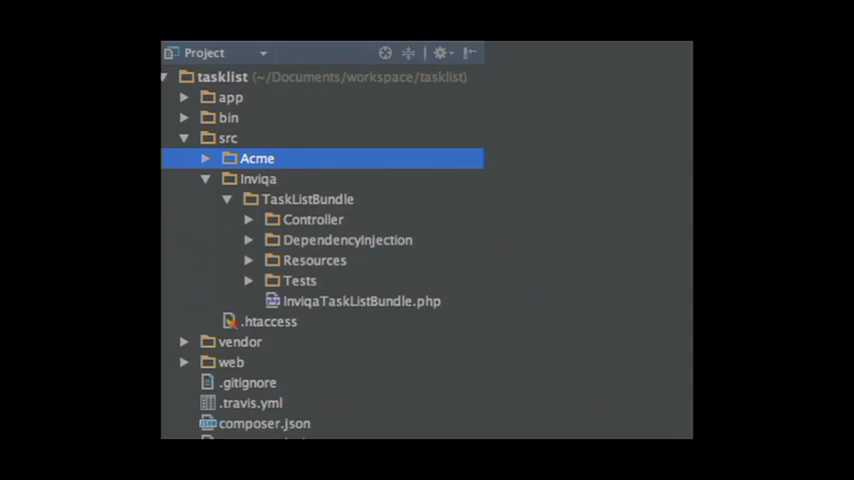 Project
tasklist (~/Documents/workspace/tasklist)
app
bin
src
Acme
Inviqa
TaskListBundle
Controller
DependencyInjection
Resources
Tests
InviqaTaskListBundle.php
.htaccess
vendor
web
.gitignore
.travis.yml
composer.json